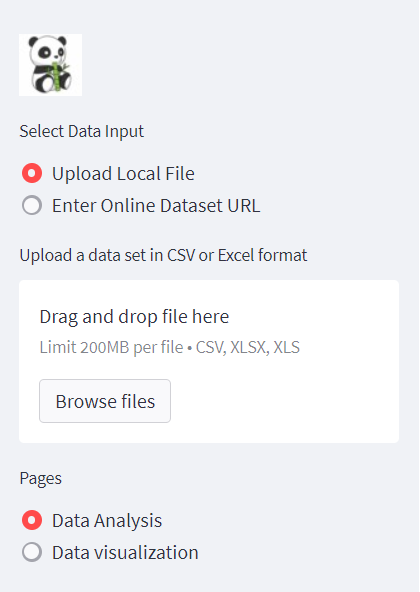 Select Data Input
Upload Local File
Enter Online Dataset URL
Upload a data set in CSV or Excel format
Drag and drop file here
Limit 200MB per file • CSV, XLSX, XLS
Browse files
Pages
Data Analysis
Data visualization